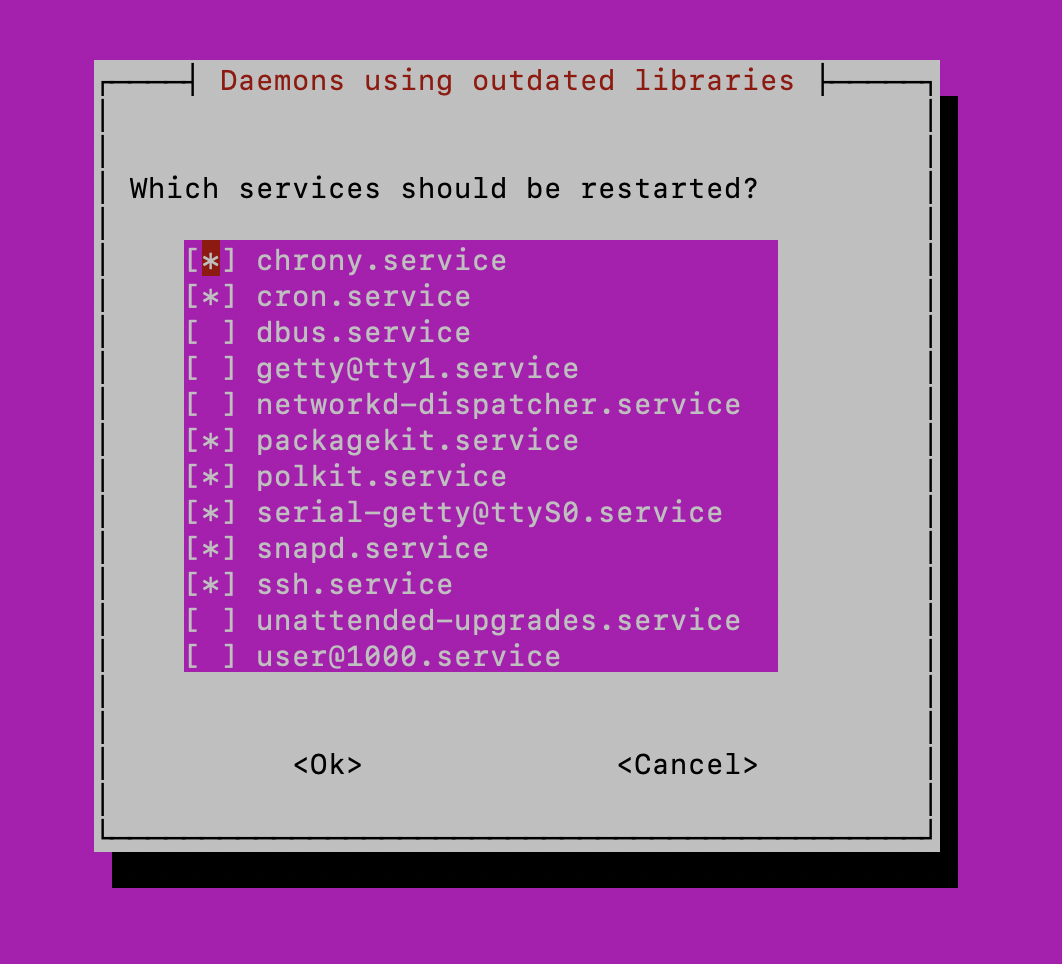 Daemons using outdated libraries
Which services should be restarted?
[*] chrony.service
[*] cron.service
[ ] dbus.service
[ ] getty@tty1.service
[ ] networkd-dispatcher.service
[*] packagekit.service
[*] polkit.service
[*] serial-getty@ttyS0.service
[*] snapd.service
[*] ssh.service
[ ] unattended-upgrades.service
[ ] user@1000.service
<Ok> <Cancel>